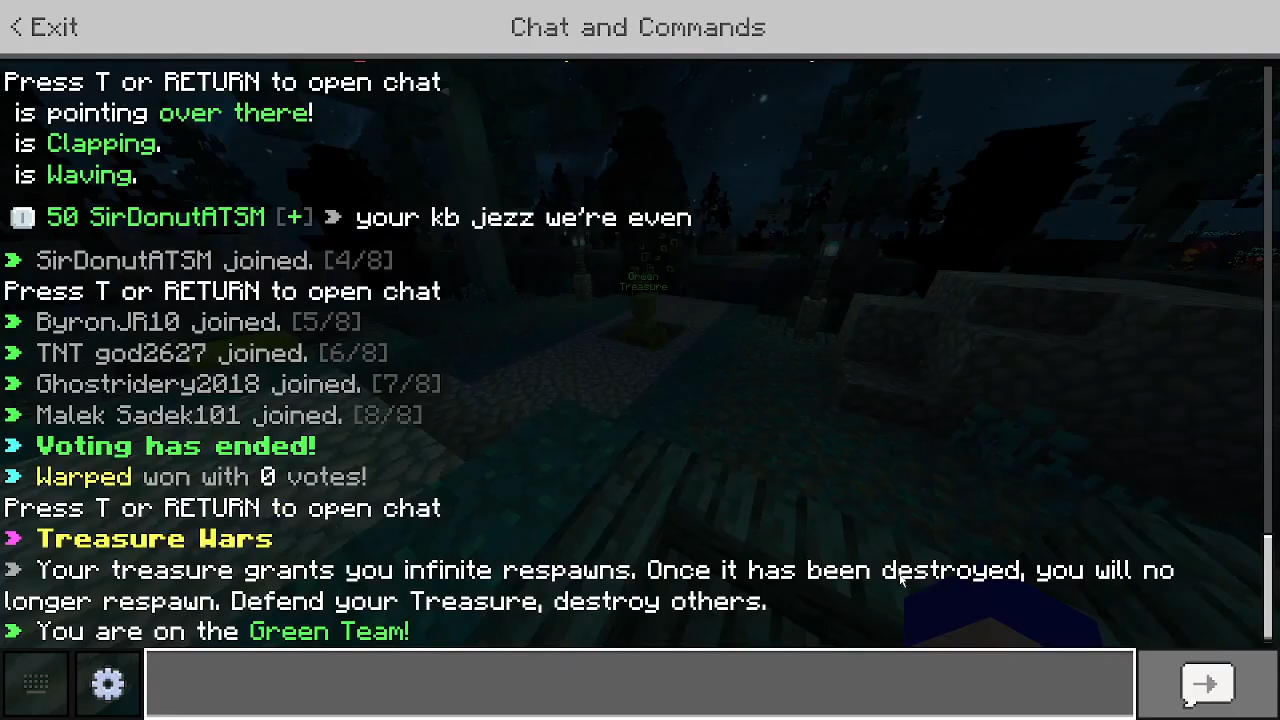 Exit
Chat and Commands
Press T or RETURN to open chat
is pointing over there!
is Clapping.
is Waving.
50 SirDonutATSM [+] > your kb jezz we're even
> SirDonutATSM joined. [4/8]
Press T or RETURN to open chat
> ByronJR10 joined. [5/8]
> TNT god2627 joined. [6/8]
> Ghostridery2018 joined. [7/8]
> Malek Sadek101 joined. [8/8]
> Voting has ended!
> Warped won with 0 votes!
Press T or RETURN to open chat
> Treasure Wars
> Your treasure grants you infinite respawns. Once it has been destroyed, you will no
longer respawn. Defend your Treasure, destroy others.
> You are on the Green Team!
Green
Treasure